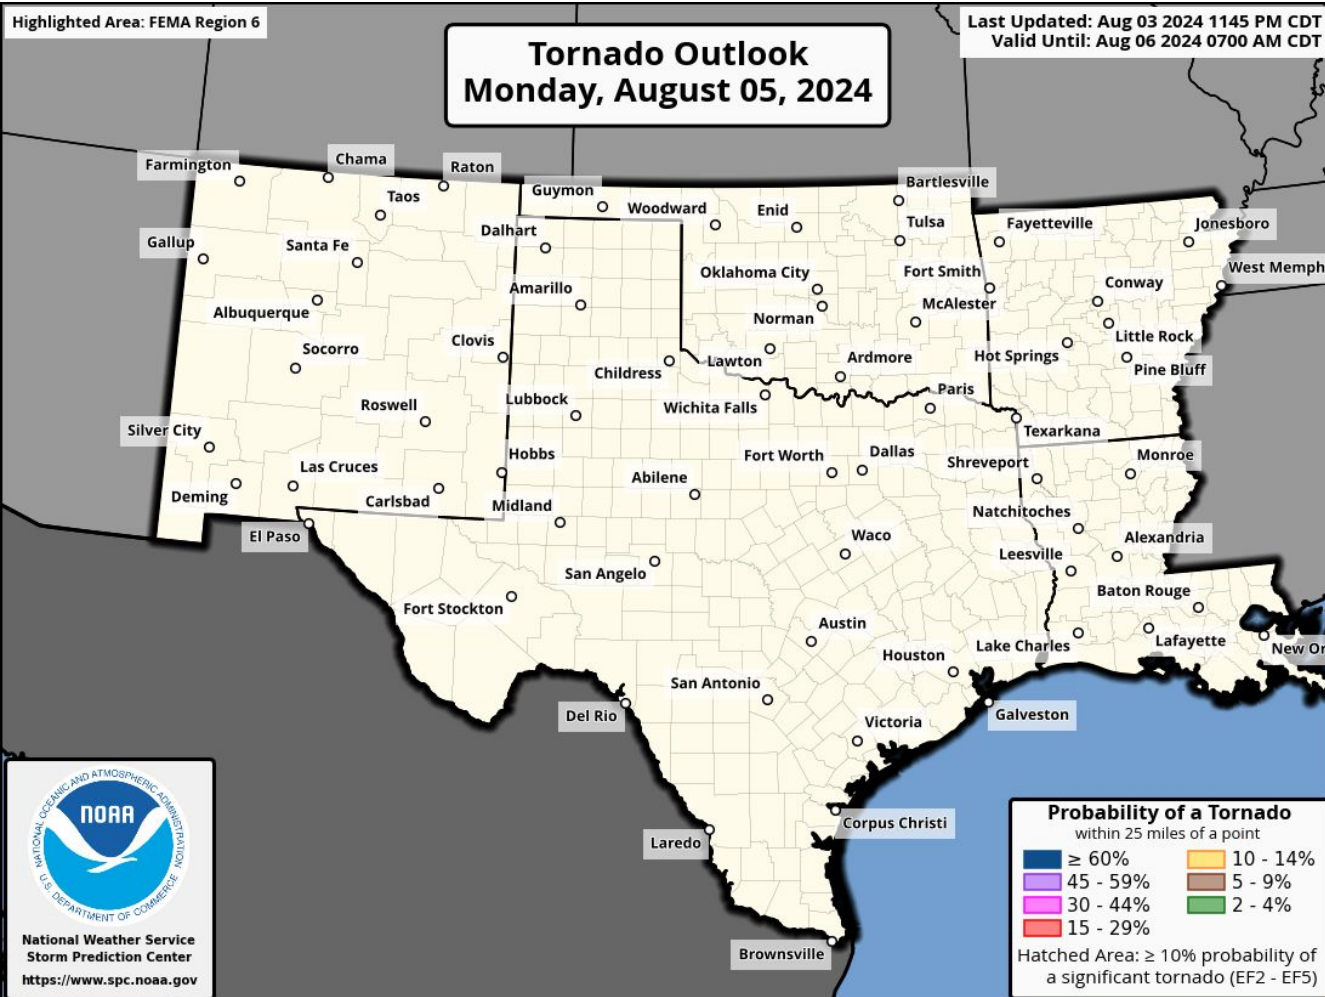 Highlighted Area: FEMA Region 6
Last Updated: Aug 03 2024 1145 PM CDT
Valid Until: Aug 06 2024 0700 AM CDT
Tornado Outlook
Monday, August 05, 2024
Farmington
Chama
Raton
Taos
Guymon
Woodward
Enid
Bartlesville
Tulsa
Fayetteville
Jonesboro
Gallup
Santa Fe
Dalhart
Oklahoma City
Fort Smith
West Memph
Amarillo
Conway
Albuquerque
Norman
McAlester
Socorro
Clovis
Childress
Lawton
Ardmore
Hot Springs
Little Rock
Pine Bluff
Roswell
Lubbock
Wichita Falls
Paris
Texarkana
Silver City
Las Cruces
Hobbs
Abilene
Fort Worth
Dallas
Shreveport
Monroe
Deming
Carlsbad
Midland
Natchitoches
El Paso
Waco
Leesville
Alexandria
San Angelo
Fort Stockton
Baton Rouge
Austin
Lake Charles
Lafayette
New Or
Houston
San Antonio
Del Rio
Victoria
Galveston
Corpus Christi
Laredo
Brownsville
NATIONAL OCEANIC AND ATMOSPHERIC ADMINISTRATION
NOAA
U.S. DEPARTMENT OF COMMERCE
National Weather Service
Storm Prediction Center
https://www.spc.noaa.gov
Probability of a Tornado
within 25 miles of a point
≥ 60%
45 - 59%
30 - 44%
15 - 29%
10 - 14%
5 - 9%
2 - 4%
Hatched Area: ≥ 10% probability of
a significant tornado (EF2 - EF5)